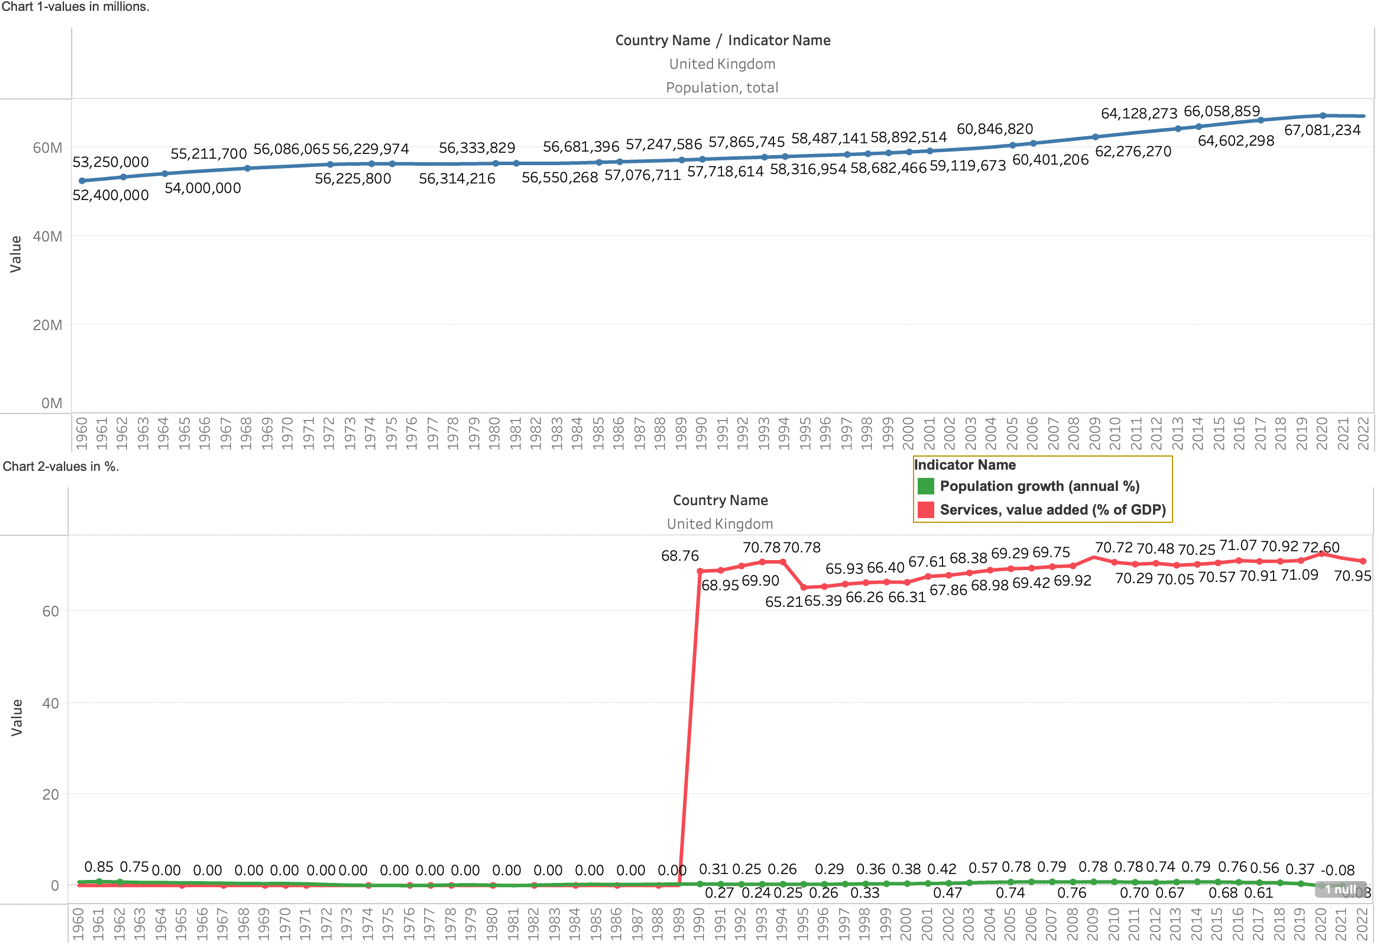 Chart 1-values in millions.
Country Name / Indicator Name
United Kingdom
Population, total
64,128,273 66,058,859
60,846,820
67,081,234
58,487,141 58,892,514
57,247,586 57,865,745
64,602,298
56,086,065 56,229,974 56,333,829 56,681,396
55,211,700
62,276,270
53,250,000
60,401,206
59,119,673
57,718,614 58,316,954 58,682,466
57,076,711
56,225,800 56,314,216 56,550,268
54,000,000
52,400,000
60M
40M
20M
0M
Value
1960 1961 1962 1963 1964 1965 1966 1967 1968 1969 1970 1971 1972 1973 1974 1975 1976 1977 1978 1979 1980 1981 1982 1983 1984 1985 1986 1987 1988 1989 1990 1991 1992 1993 1994 1995 1996 1997 1998 1999 2000 2001 2002 2003 2004 2005 2006 2007 2008 2009 2010 2011 2012 2013 2014 2015 2016 2017 2018 2019 2020 2021 2022
Chart 2-values in %.
Indicator Name
Population growth (annual %)
Services, value added (% of GDP)
Country Name
United Kingdom
68.76 70.78 70.78 65.93 66.40 67.61 68.38 69.29 69.75 70.72 70.48 70.25 71.07 70.92 72.60
68.95 69.90 65.21 65.39 66.26 66.31 67.86 68.98 69.42 69.92 70.29 70.05 70.57 70.91 71.09 70.95
60
40
20
0
Value
0.85 0.75 0.00 0.00 0.00 0.00 0.00 0.00 0.00 0.00 0.00 0.00 0.00 0.00 0.00 0.00 0.31 0.25 0.26 0.29 0.36 0.38 0.42 0.57 0.78 0.79 0.78 0.78 0.74 0.79 0.76 0.56 0.37 -0.08
0.27 0.24 0.25 0.26 0.33 0.47 0.74 0.76 0.70 0.67 0.68 0.61
1 null
1960 1961 1962 1963 1964 1965 1966 1967 1968 1969 1970 1971 1972 1973 1974 1975 1976 1977 1978 1979 1980 1981 1982 1983 1984 1985 1986 1987 1988 1989 1990 1991 1992 1993 1994 1995 1996 1997 1998 1999 2000 2001 2002 2003 2004 2005 2006 2007 2008 2009 2010 2011 2012 2013 2014 2015 2016 2017 2018 2019 2020 2021 2022